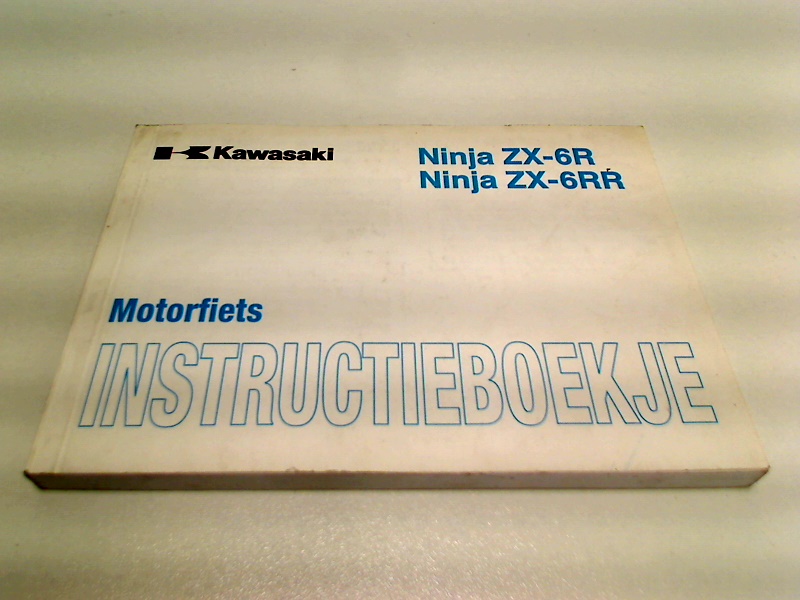 Kawasaki
Ninja ZX-6R
Ninja ZX-6RR
Motorfiets
INSTRUCTIEBOEKJE